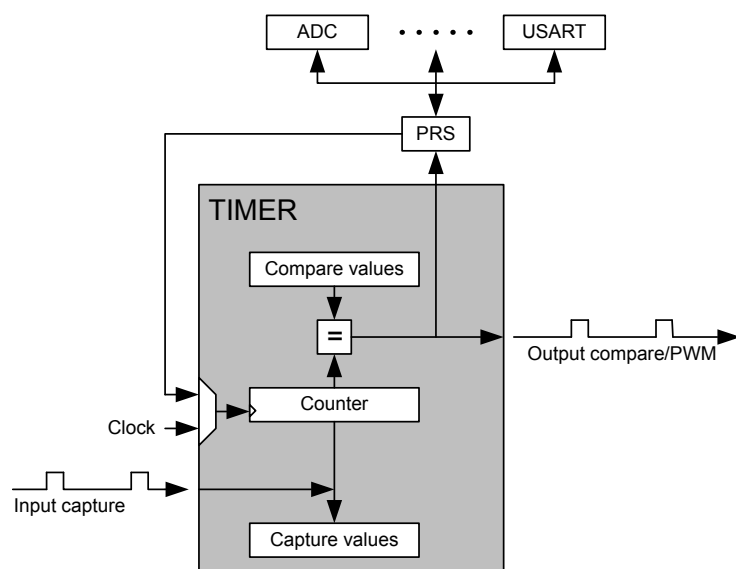 ADC
USART
PRS
TIMER
Compare values
=
Output compare/PWM
Counter
Clock
Input capture
Capture values